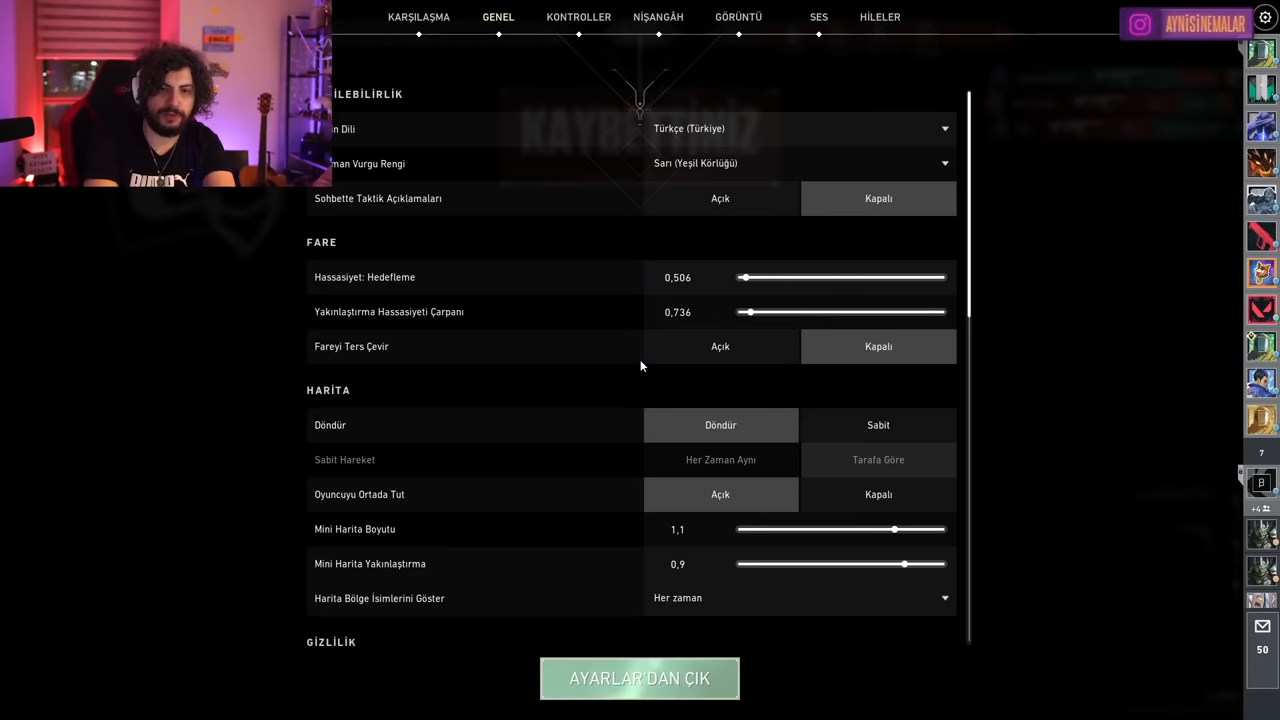 KARŞILAŞMA GENEL KONTROLLER NİŞANGÂH GÖRÜNTÜ SES HİLELER
AYNISINEMALAR
İLEBİLİRLİK
n Dili Türkçe (Türkiye)
man Vurgu Rengi Sarı (Yeşil Körlüğü)
Sohbette Taktik Açıklamaları Açık Kapalı
FARE
Hassasiyet: Hedefleme 0,506
Yakınlaştırma Hassasiyeti Çarpanı 0,736
Fareyi Ters Çevir Açık Kapalı
HARİTA
Döndür Döndür Sabit
Sabit Hareket Her Zaman Aynı Tarafa Göre
Oyuncuyu Ortada Tut Açık Kapalı
Mini Harita Boyutu 1,1
Mini Harita Yakınlaştırma 0,9
Harita Bölge İsimlerini Göster Her zaman
GİZLİLİK
AYARLAR'DAN ÇIK
7
β
+4
50